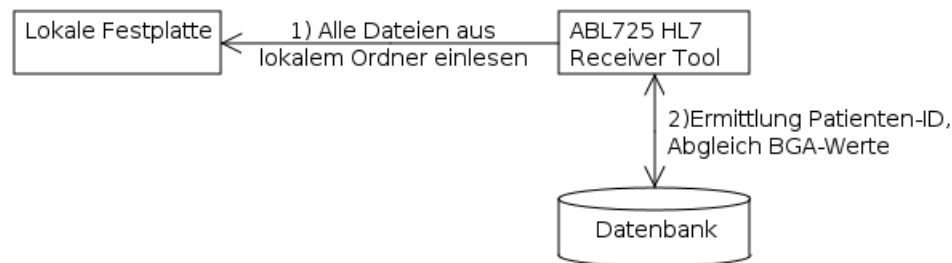 Lokale Festplatte
1) Alle Dateien aus
lokalem Ordner einlesen
ABL725 HL7
Receiver Tool
2)Ermittlung Patienten-ID,
Abgleich BGA-Werte
Datenbank